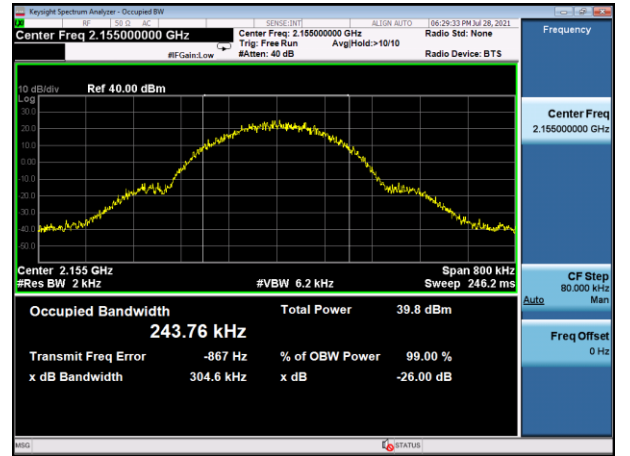 Keysight Spectrum Analyzer - Occupied BW
RF 50 Ω AC SENSE:INT ALIGN AUTO 06:29:33 PM Jul 28, 2021
Center Freq 2.155000000 GHz Center Freq: 2.155000000 GHz Radio Std: None
Trig: Free Run Avg|Hold:>10/10
#IFGain:Low #Atten: 40 dB Radio Device: BTS
Frequency
10 dB/div Ref 40.00 dBm
Log
30.0
20.0
10.0
0.00
-10.0
-20.0
-30.0
-40.0
-50.0
Center 2.155 GHz Span 800 kHz
#Res BW 2 kHz #VBW 6.2 kHz Sweep 246.2 ms
Center Freq
2.155000000 GHz
CF Step
80.000 kHz
Auto Man
Freq Offset
0 Hz
Occupied Bandwidth Total Power 39.8 dBm
243.76 kHz
Transmit Freq Error -867 Hz % of OBW Power 99.00 %
x dB Bandwidth 304.6 kHz x dB -26.00 dB
MSG STATUS